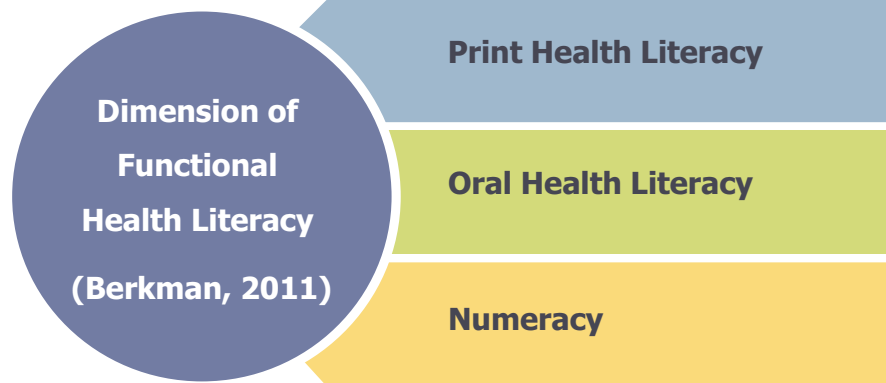 Dimension of
Functional
Health Literacy
(Berkman, 2011)
Print Health Literacy
Oral Health Literacy
Numeracy